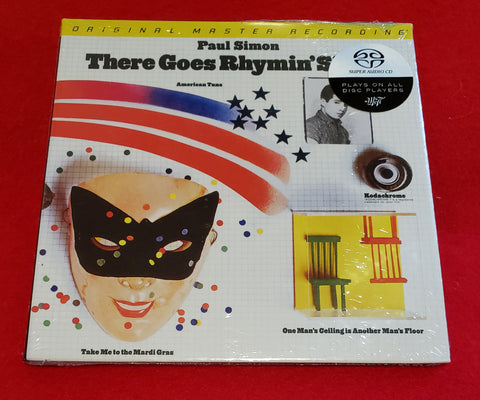 ORIGINAL MASTER RECORDING
Paul Simon
There Goes Rhymin' S
SUPER AUDIO CD
PLAYS ON ALL
DISC PLAYERS
American Tune
Kodachrome
One Man's Ceiling is Another Man's Floor
Take Me to the Mardi Gras